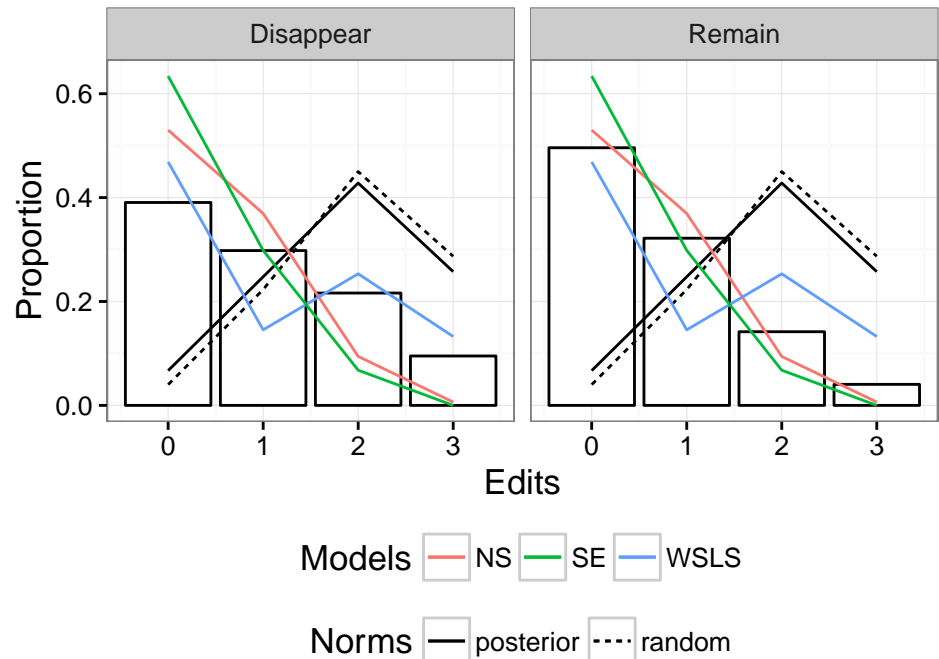 Disappear Remain
Proportion
0.6
0.4
0.2
0.0
0 1 2 3 0 1 2 3
Edits
Models NS SE WSLS
Norms posterior random